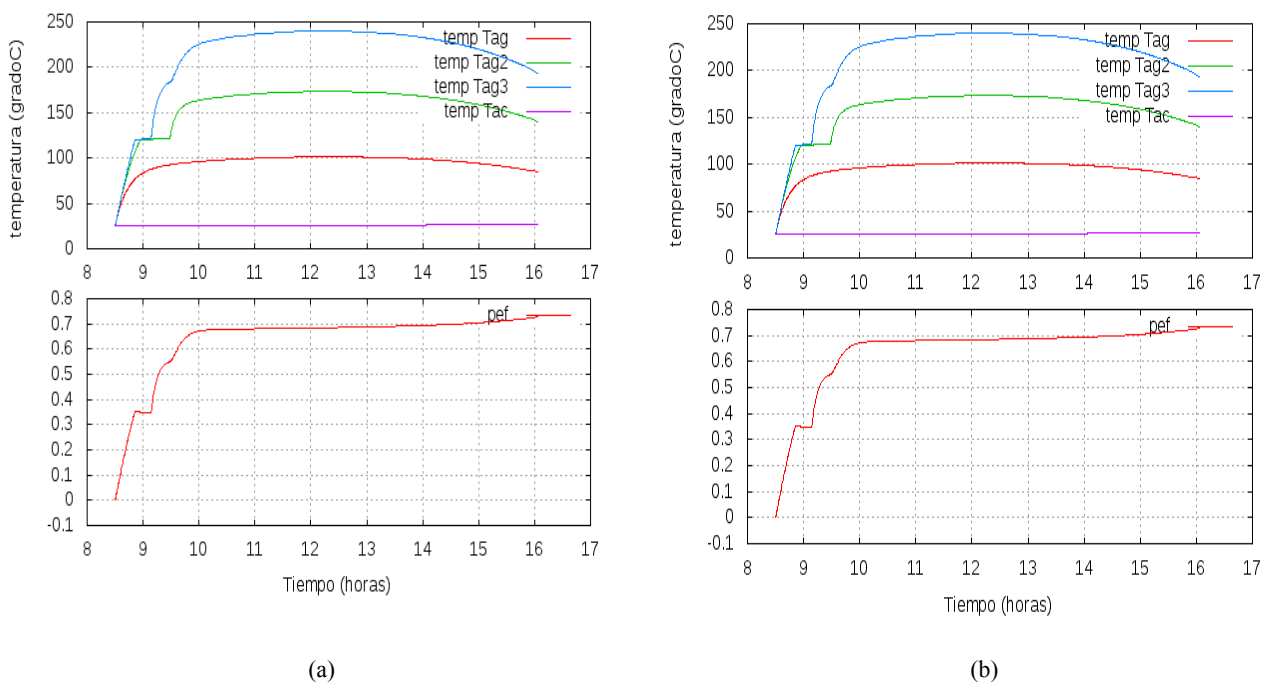 250
200
150
100
50
0
temperatura (gradoC)
temp Tag
temp Tag2
temp Tag3
temp Tac
8 9 10 11 12 13 14 15 16 17
0.8
0.7
0.6
0.5
0.4
0.3
0.2
0.1
0
-0.1
pef
8 9 10 11 12 13 14 15 16 17
Tiempo (horas)
(a)
250
200
150
100
50
0
temperatura (gradoC)
temp Tag
temp Tag2
temp Tag3
temp Tac
8 9 10 11 12 13 14 15 16 17
0.8
0.7
0.6
0.5
0.4
0.3
0.2
0.1
0
-0.1
pef
8 9 10 11 12 13 14 15 16 17
Tiempo (horas)
(b)